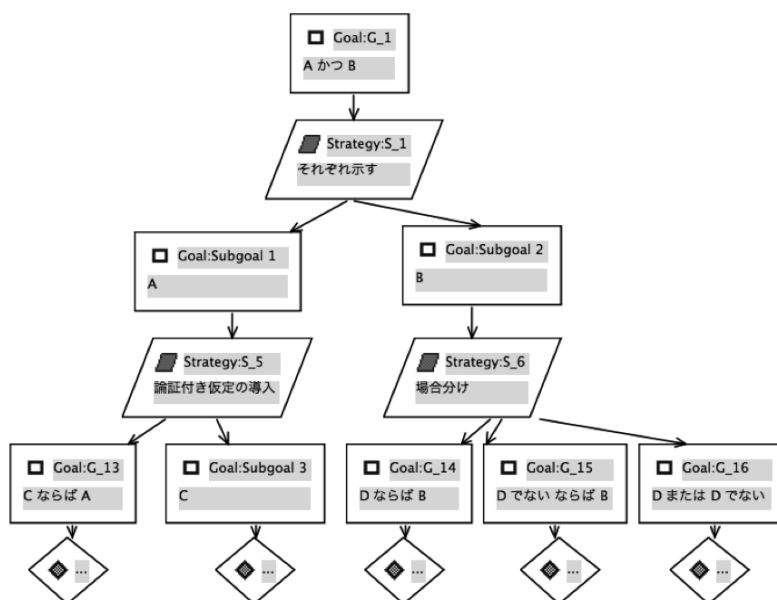 Goal:G_1
A かつ B
Strategy:S_1
それぞれ示す
Goal:Subgoal 1
A
Goal:Subgoal 2
B
Strategy:S_5
論証付き仮定の導入
Strategy:S_6
場合分け
Goal:G_13
C ならば A
Goal:Subgoal 3
C
Goal:G_14
D ならば B
Goal:G_15
D でない ならば B
Goal:G_16
D または D でない
...
...
...
...
...